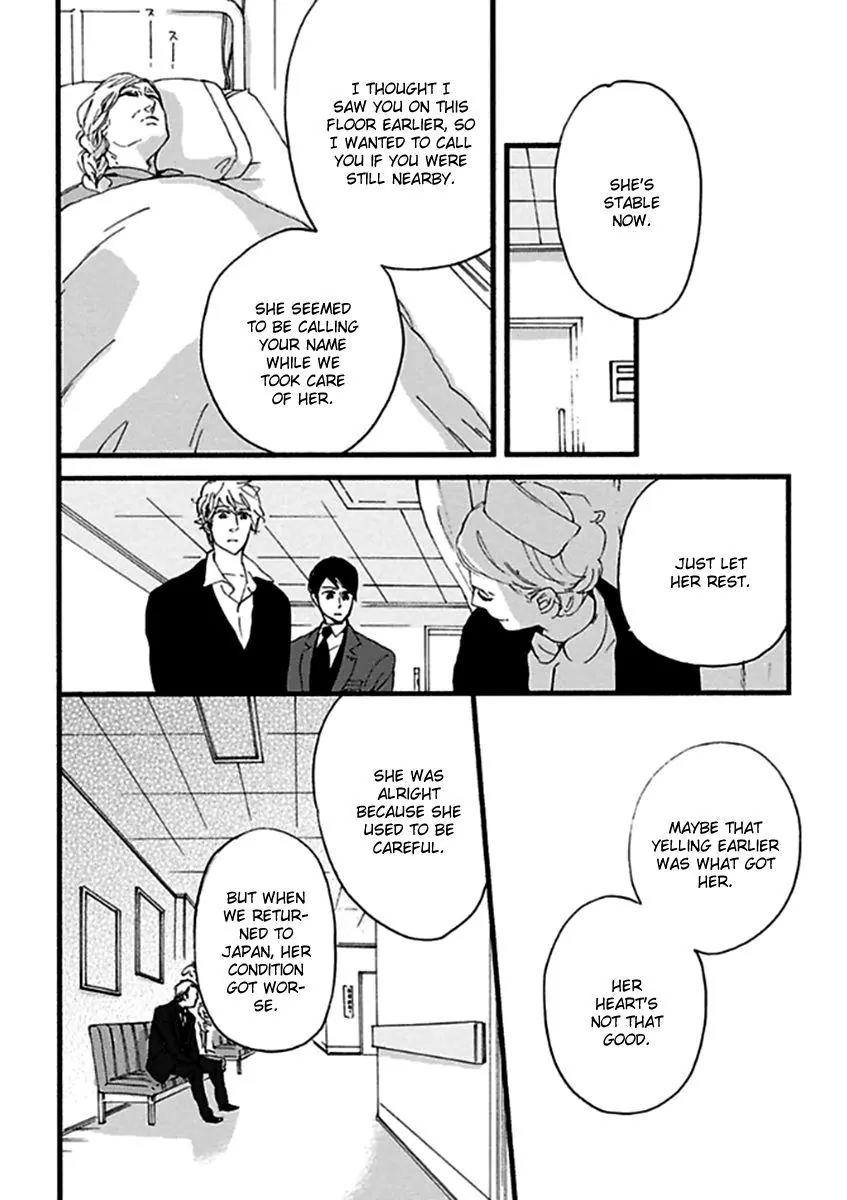 SHE'S
STABLE
NOW.
I THOUGHT I
SAW YOU ON THIS
FLOOR EARLIER, SO
I WANTED TO CALL
YOU IF YOU WERE
STILL NEARBY.
SHE SEEMED
TO BE CALLING
YOUR NAME
WHILE WE
TOOK CARE
OF HER.
ス
ス
JUST LET
HER REST.
MAYBE THAT
YELLING EARLIER
WAS WHAT GOT
HER.
HER
HEART'S
NOT THAT
GOOD.
SHE WAS
ALRIGHT
BECAUSE SHE
USED TO BE
CAREFUL.
BUT WHEN
WE RETUR-
NED TO
JAPAN, HER
CONDITION
GOT WOR-
SE.